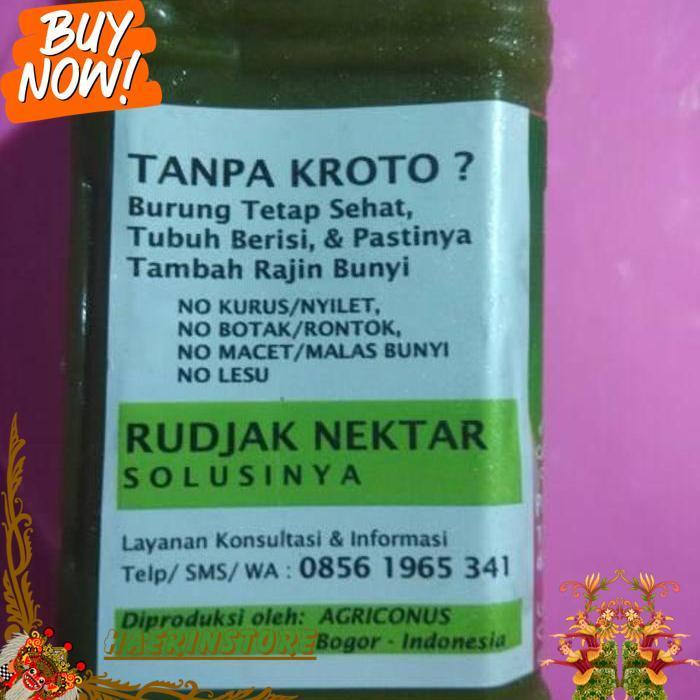 BUY
NOW!
TANPA KROTO ?
Burung Tetap Sehat,
Tubuh Berisi, & Pastinya
Tambah Rajin Bunyi
NO KURUS/NYILET,
NO BOTAK/RONTOK,
NO MACET/MALAS BUNYI
NO LESU
RUDJAK NEKTAR
SOLUSINYA
Layanan Konsultasi & Informasi
Telp/ SMS/ WA : 0856 1965 341
Diproduksi oleh: AGRICONUS
HAERINSTORE
Bogor - Indonesia